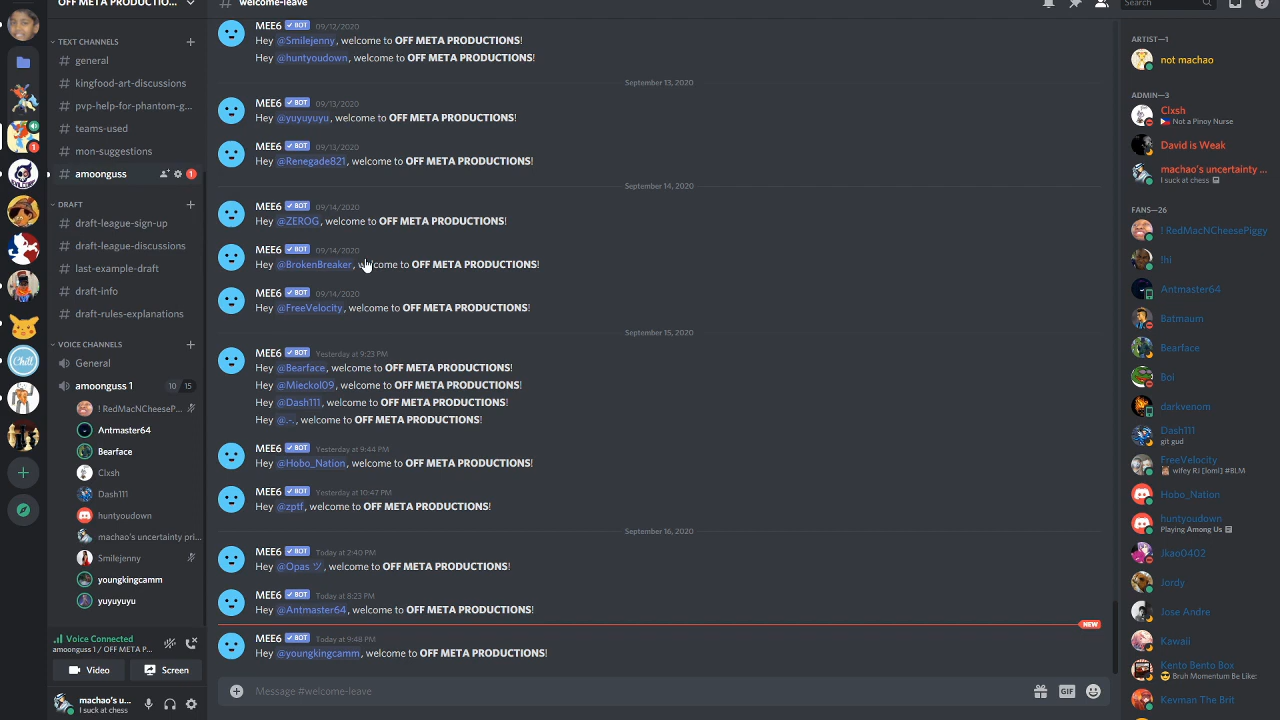 OFF META PRODUCTIONS...
TEXT CHANNELS
general
kingfood-art-discussions
pvp-help-for-phantom-g...
teams-used
mon-suggestions
amoonguss
1
DRAFT
draft-league-sign-up
draft-league-discussions
last-example-draft
draft-info
draft-rules-explanations
VOICE CHANNELS
General
amoonguss 1
10 15
! RedMacNCheeseP...
Antmaster64
Bearface
Clxsh
Dash111
huntyoudown
machao's uncertainty pri...
Smilejenny
youngkingcamm
yuyuyuyu
1
Chill
Voice Connected
amoonguss 1 / OFF META P...
Video
Screen
machao's u...
I suck at chess
# welcome-leave
Search
MEE6 BOT 09/12/2020
Hey @Smilejenny, welcome to OFF META PRODUCTIONS!
Hey @huntyoudown, welcome to OFF META PRODUCTIONS!
September 13, 2020
MEE6 BOT 09/13/2020
Hey @yuyuyuyu, welcome to OFF META PRODUCTIONS!
MEE6 BOT 09/13/2020
Hey @Renegade821, welcome to OFF META PRODUCTIONS!
September 14, 2020
MEE6 BOT 09/14/2020
Hey @ZEROG, welcome to OFF META PRODUCTIONS!
MEE6 BOT 09/14/2020
Hey @BrokenBreaker, welcome to OFF META PRODUCTIONS!
MEE6 BOT 09/14/2020
Hey @FreeVelocity, welcome to OFF META PRODUCTIONS!
September 15, 2020
MEE6 BOT Yesterday at 9:23 PM
Hey @Bearface, welcome to OFF META PRODUCTIONS!
Hey @Mieckol09, welcome to OFF META PRODUCTIONS!
Hey @Dash111, welcome to OFF META PRODUCTIONS!
Hey @.-., welcome to OFF META PRODUCTIONS!
MEE6 BOT Yesterday at 9:44 PM
Hey @Hobo_Nation, welcome to OFF META PRODUCTIONS!
MEE6 BOT Yesterday at 10:47 PM
Hey @zptf, welcome to OFF META PRODUCTIONS!
September 16, 2020
MEE6 BOT Today at 2:40 PM
Hey @Opas ツ, welcome to OFF META PRODUCTIONS!
MEE6 BOT Today at 8:23 PM
Hey @Antmaster64, welcome to OFF META PRODUCTIONS!
NEW
MEE6 BOT Today at 9:48 PM
Hey @youngkingcamm, welcome to OFF META PRODUCTIONS!
Message #welcome-leave
GIF
ARTIST—1
not machao
ADMIN—3
Clxsh
Not a Pinoy Nurse
David is Weak
machao's uncertainty ...
I suck at chess
FANS—26
! RedMacNCheesePiggy
!hl
Antmaster64
Batmaum
Bearface
Boi
darkvenom
Dash111
git gud
FreeVelocity
wifey RJ [lomi] #BLM
Hobo_Nation
huntyoudown
Playing Among Us
Jkao0402
Jordy
Jose Andre
Kawaii
Kento Bento Box
😎 Bruh Momentum Be Like:
Kevman The Brit